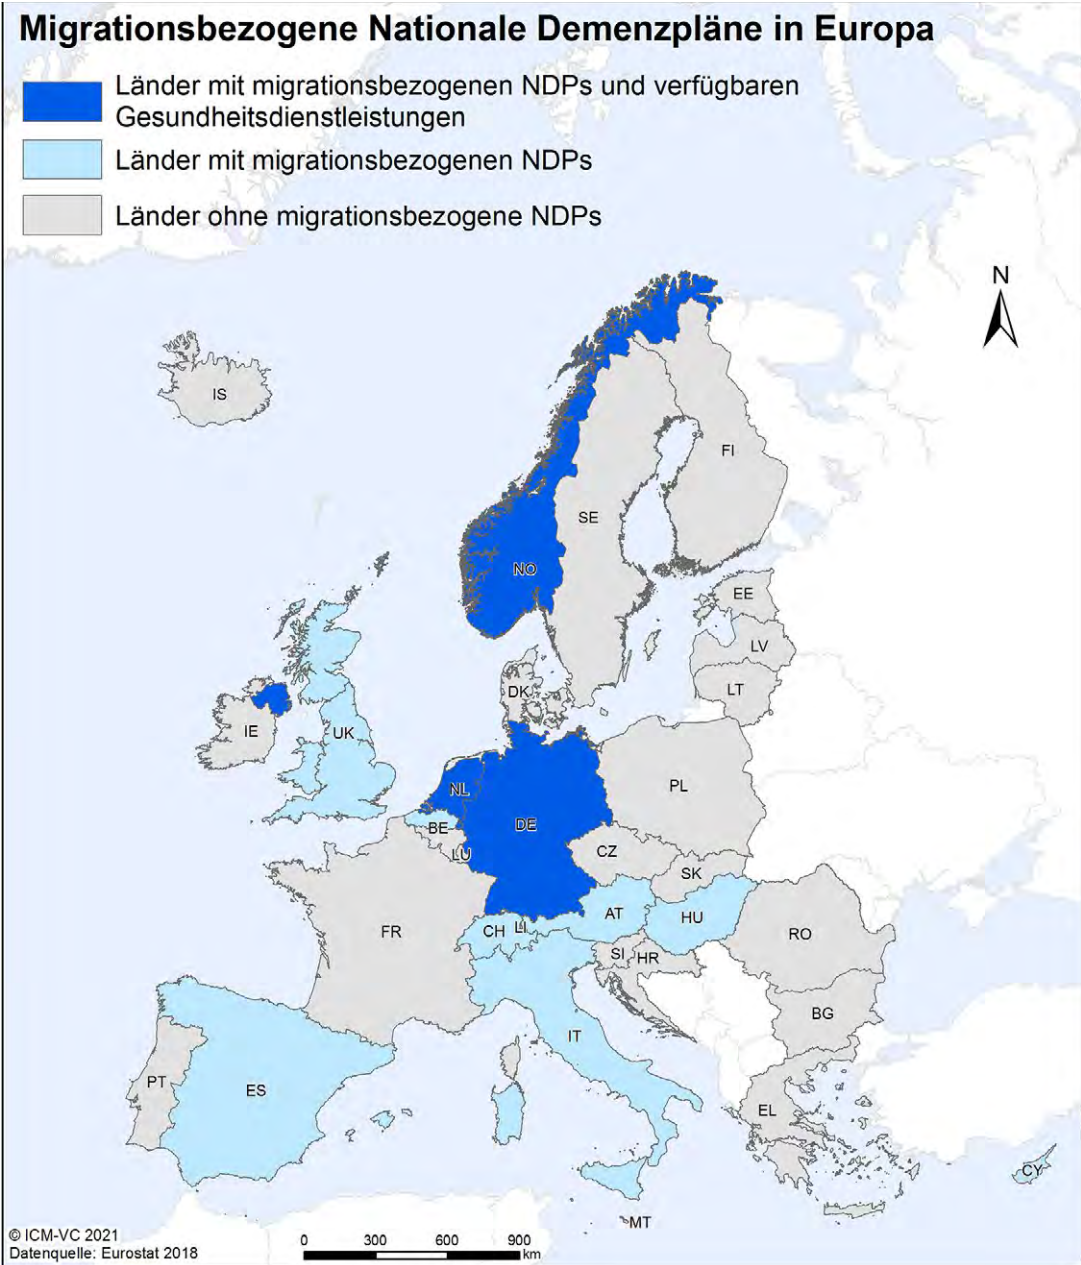 Migrationsbezogene Nationale Demenzpläne in Europa
Länder mit migrationsbezogenen NDPs und verfügbaren
Gesundheitsdienstleistungen
Länder mit migrationsbezogenen NDPs
Länder ohne migrationsbezogene NDPs
N
IS
FI
SE
NO
EE
LV
LT
DK
IE
UK
NL
PL
DE
BE
LU
CZ
SK
AT
HU
CH
LI
FR
RO
SI
HR
BG
IT
PT
ES
EL
CY
MT
© ICM-VC 2021
Datenquelle: Eurostat 2018
0 300 600 900
km